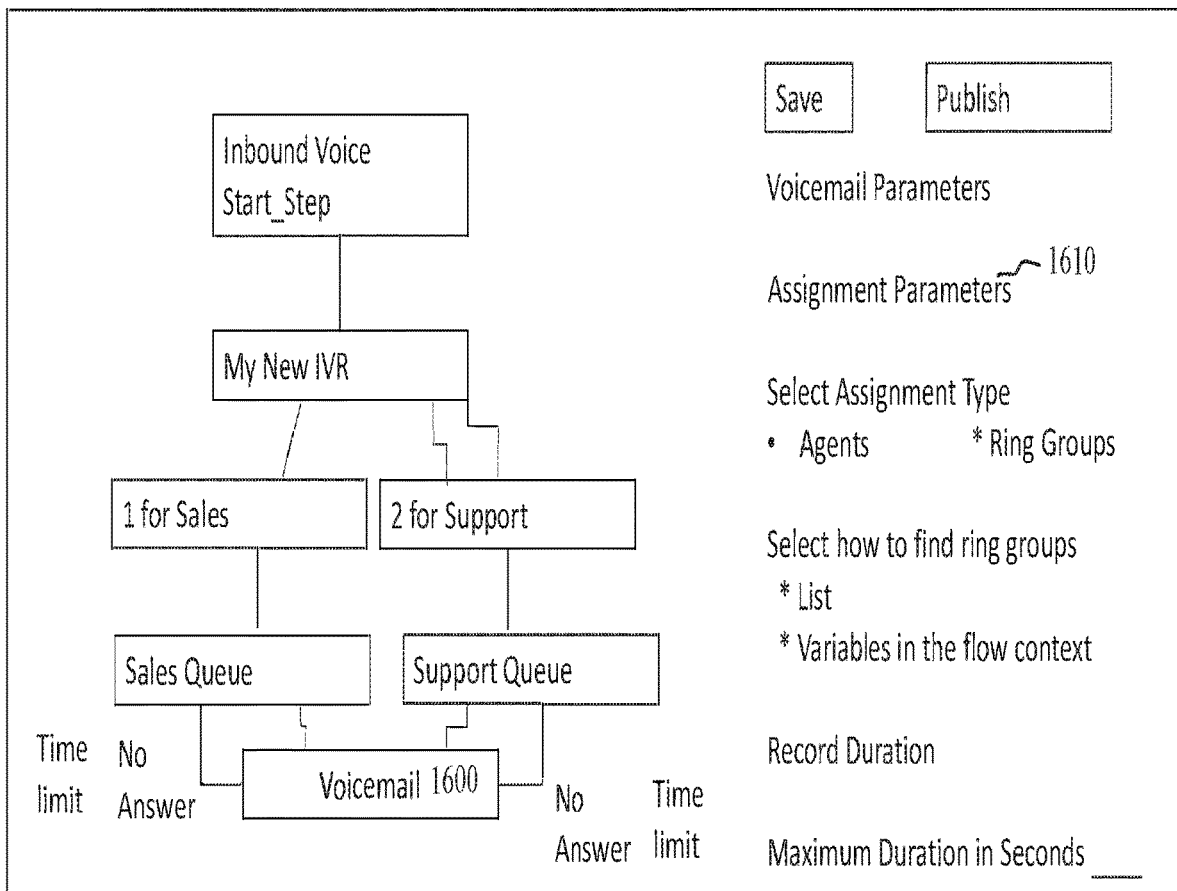 Inbound Voice
Start_Step
My New IVR
1 for Sales
2 for Support
Sales Queue
Support Queue
Time
limit
No
Answer
Voicemail 1600
No
Answer
Time
limit
Save
Publish
Voicemail Parameters
Assignment Parameters
1610
Select Assignment Type
• Agents
* Ring Groups
Select how to find ring groups
* List
* Variables in the flow context
Record Duration
Maximum Duration in Seconds ____